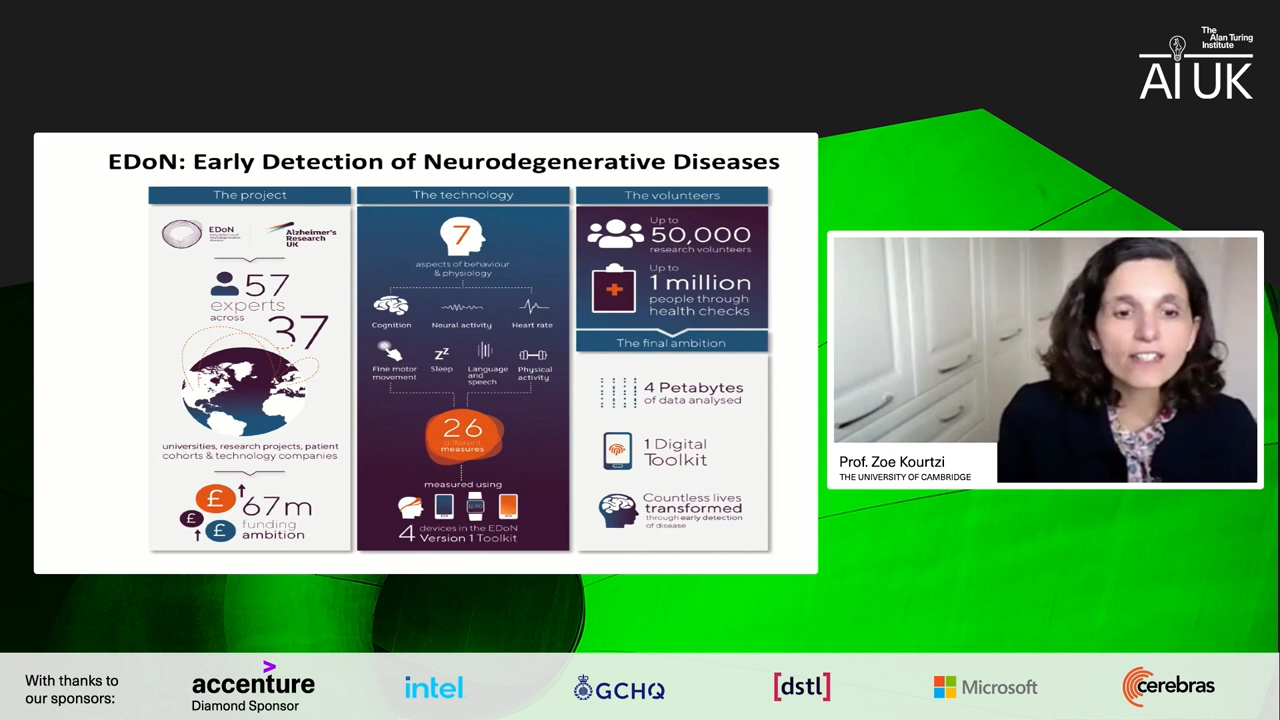 The
Alan Turing
Institute
AI UK
EDoN: Early Detection of Neurodegenerative Diseases
The project
EDoN
Alzheimer's
Research
UK
57
experts
across
37
universities, research projects, patient
cohorts & technology companies
£
£
£
67m
funding
ambition
The technology
7
aspects of behaviour
& physiology
Cognition
Neural activity
Heart rate
Fine motor
movement
Sleep
Language
and
speech
Physical
activity
26
different
measures
measured using
4 devices in the EDoN
Version 1 Toolkit
The volunteers
Up to
50,000
research volunteers
Up to
1 million
people through
health checks
The final ambition
4 Petabytes
of data analysed
1 Digital
Toolkit
Countless lives
transformed
through early detection
of disease
Prof. Zoe Kourtzi
THE UNIVERSITY OF CAMBRIDGE
With thanks to
our sponsors:
accenture
Diamond Sponsor
intel
GCHQ
[dstl]
Microsoft
cerebras